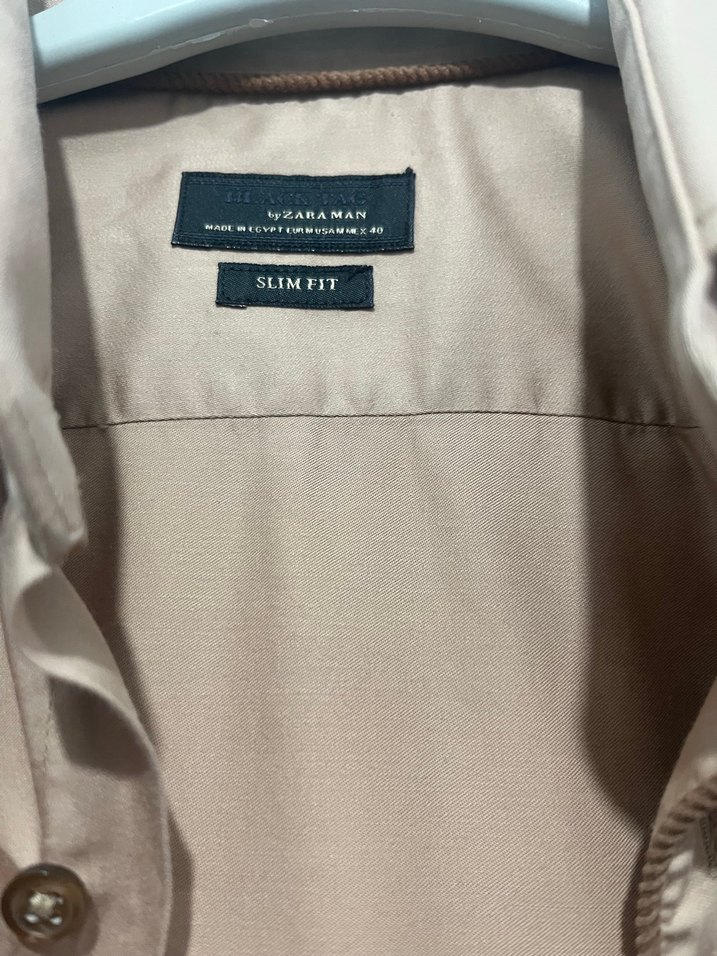 BLACK TAG
by ZARA MAN
MADE IN EGYPT EUR M USA M MEX 40
SLIM FIT